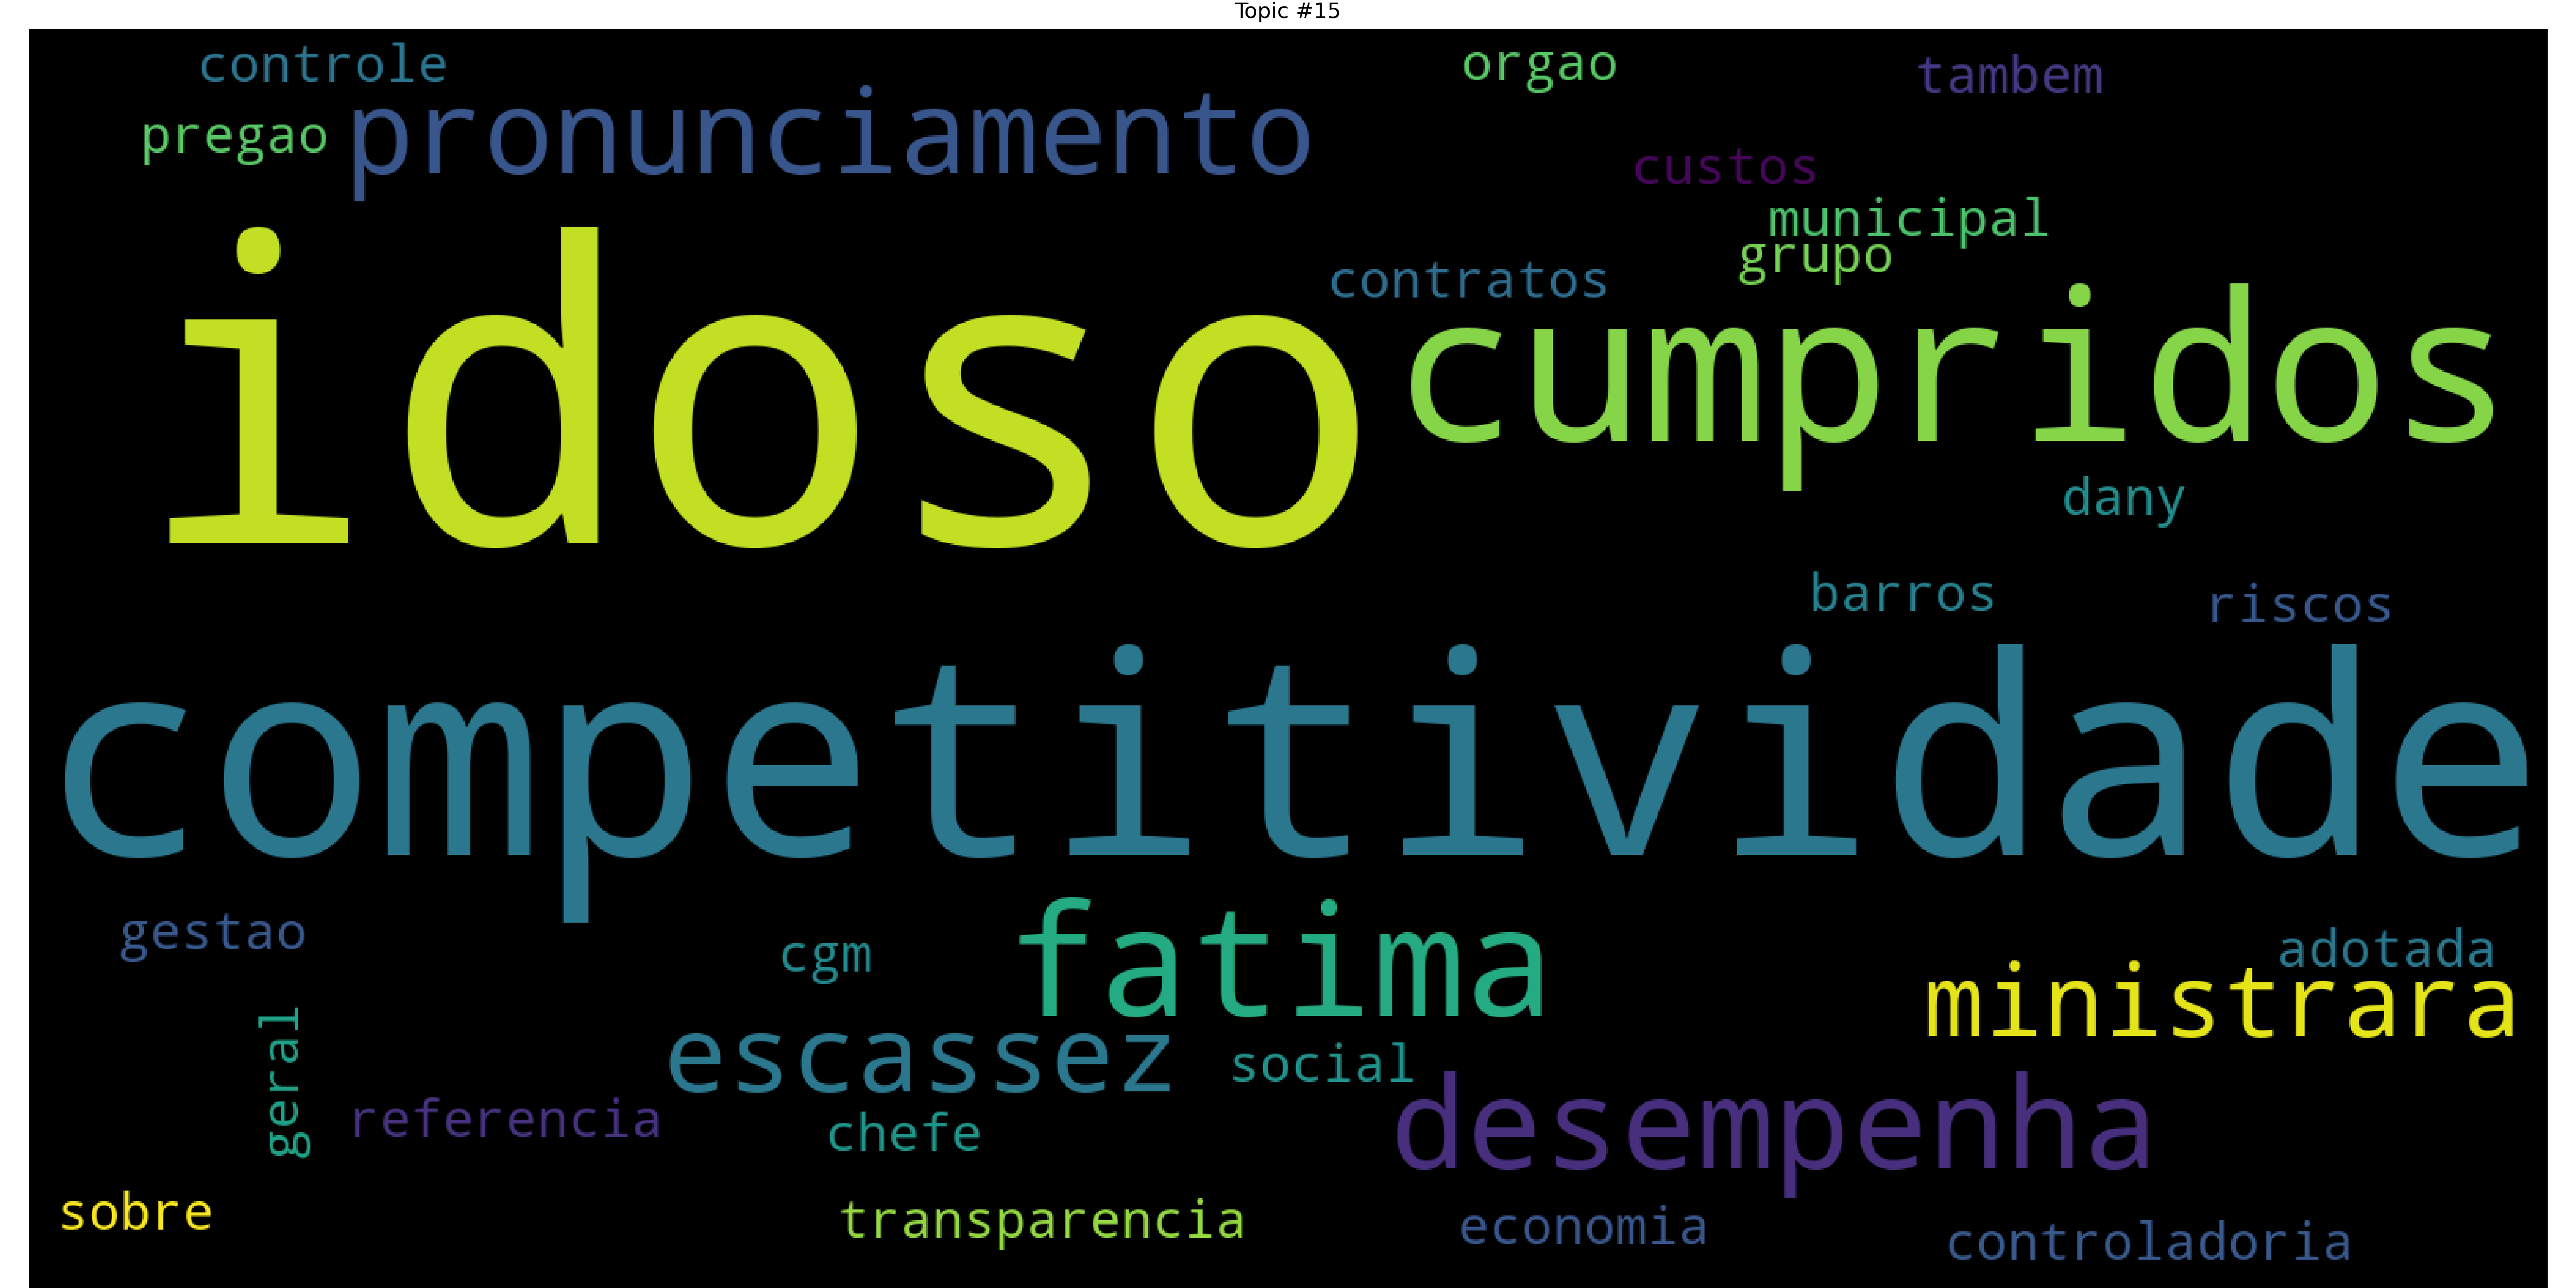 Topic #15
controle
orgao
tambem
pregao
pronunciamento
custos
municipal
grupo
contratos
idoso
cumpridos
dany
barros
riscos
competitividade
gestao
cgm
fatima
adotada
ministrara
geral
escassez
social
referencia
chefe
desempenha
sobre
transparencia
economia
controladoria